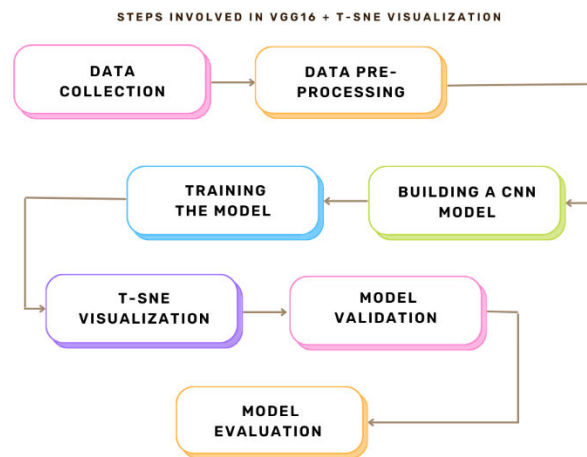 STEPS INVOLVED IN VGG16 + T-SNE VISUALIZATION
DATA
COLLECTION
DATA PRE-
PROCESSING
BUILDING A CNN
MODEL
TRAINING
THE MODEL
T-SNE
VISUALIZATION
MODEL
VALIDATION
MODEL
EVALUATION